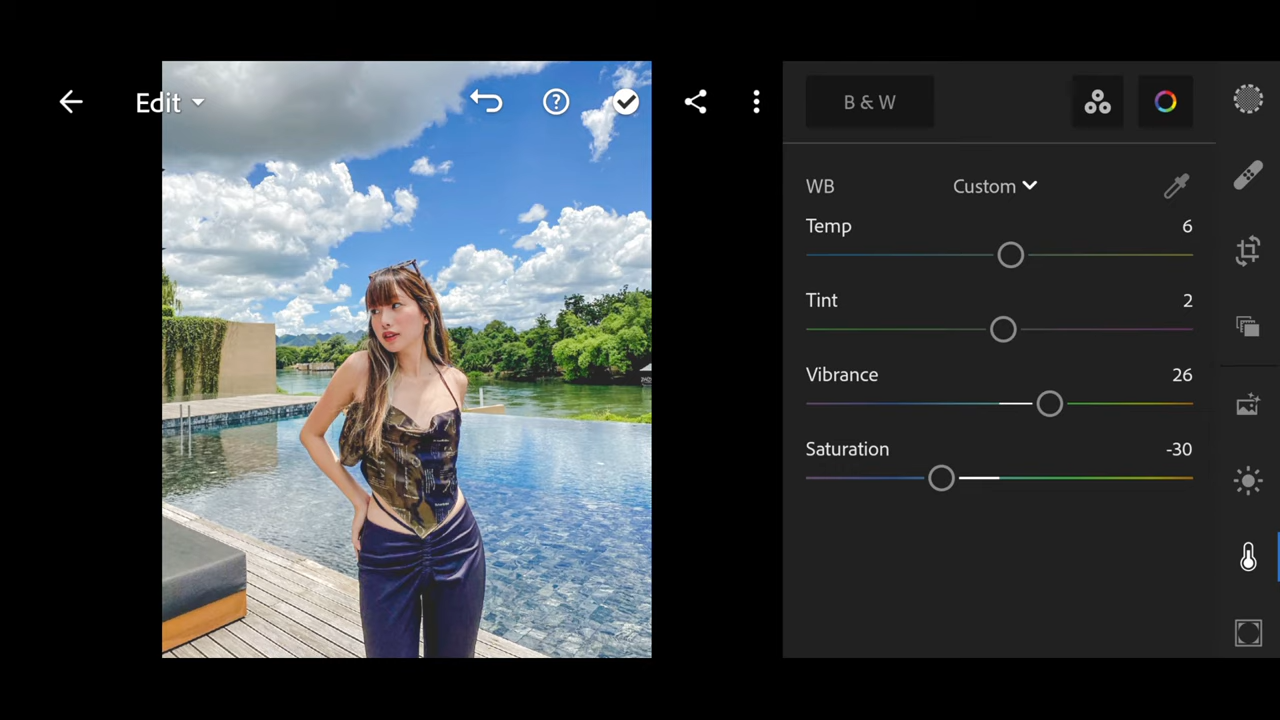 Edit
B & W
WB Custom
Temp 6
Tint 2
Vibrance 26
Saturation -30